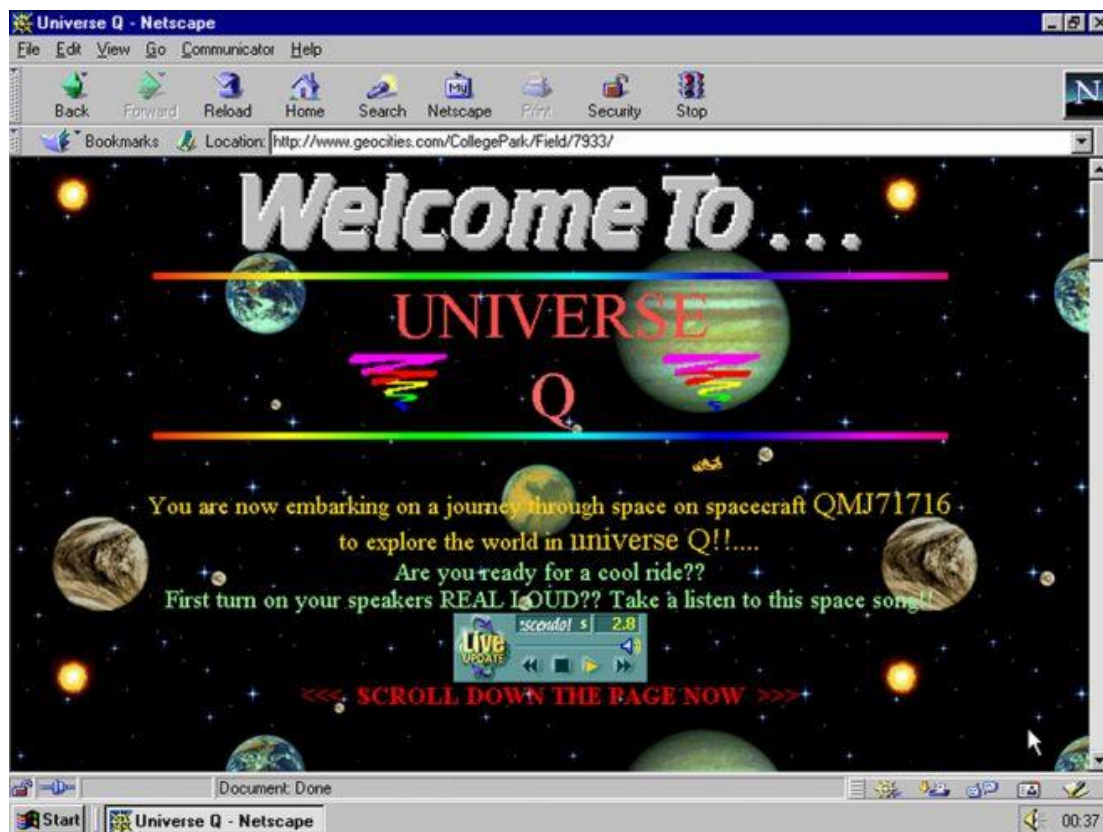 Universe Q - Netscape
File Edit View Go Communicator Help
My
N
Back Forward Reload Home Search Netscape Print Security Stop
Bookmarks Location: http://www.geocities.com/CollegePark/Field/7933/
Welcome To ...
UNIVERSE
Q
You are now embarking on a journey through space on spacecraft QMJ71716
to explore the world in universe Q!!....
Are you ready for a cool ride??
First turn on your speakers REAL LOUD?? Take a listen to this space song!!
Live UPDATE 2.8
<<< SCROLL DOWN THE PAGE NOW >>>
Document: Done
Start Universe Q - Netscape 00:37